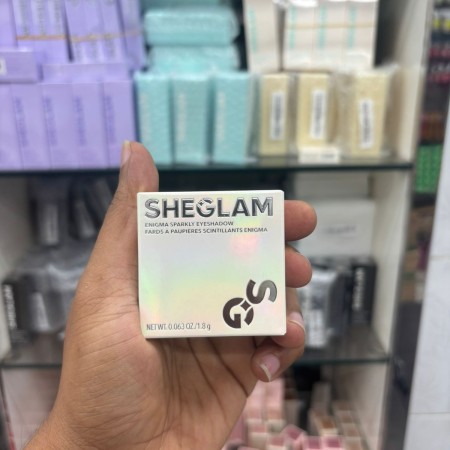 SHEGLAM
ENIGMA SPARKLY EYESHADOW
FARDS À PAUPIÈRES SCINTILLANTS ENIGMA
GS
NET WT. 0.063 OZ./1.8 g